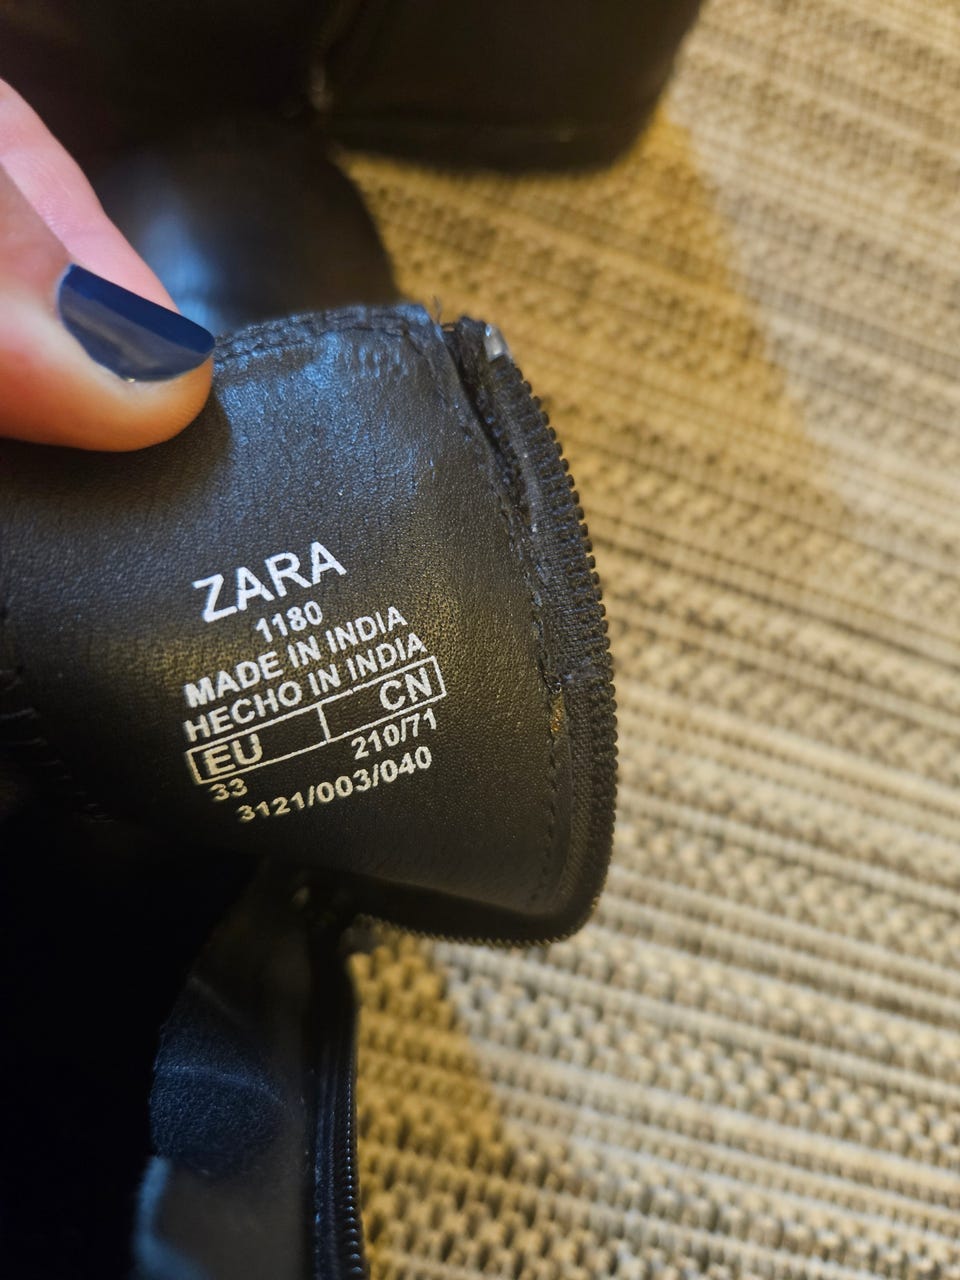 ZARA
1180
MADE IN INDIA
HECHO IN INDIA
EU CN
33 210/71
3121/003/040